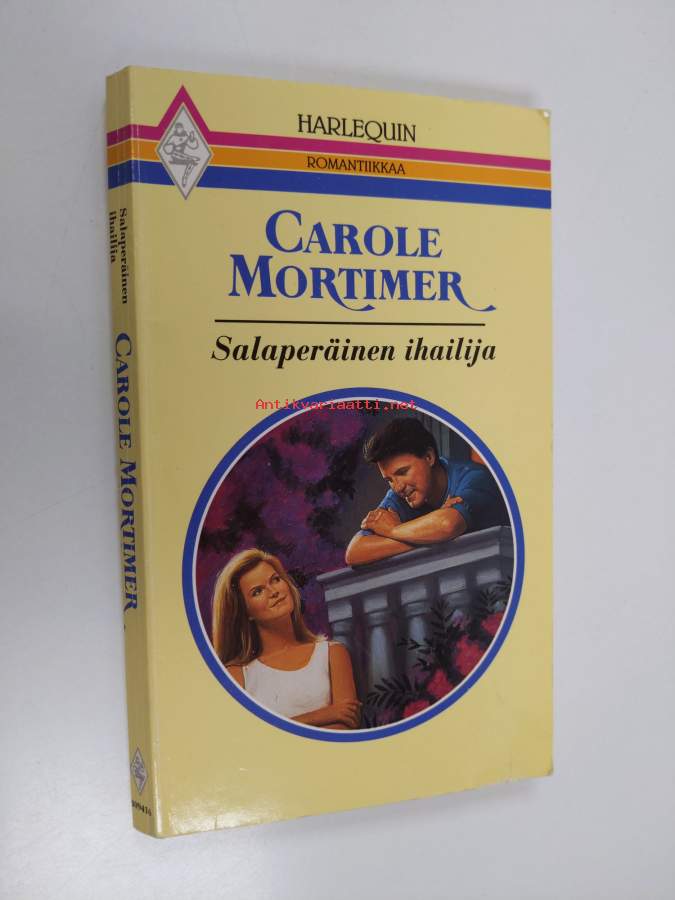 HARLEQUIN
ROMANTIIKKAA
CAROLE
MORTIMER
Salaperäinen ihailija
Antikvariaatti.net
Salaperäinen
ihailija
CAROLE MORTIMER